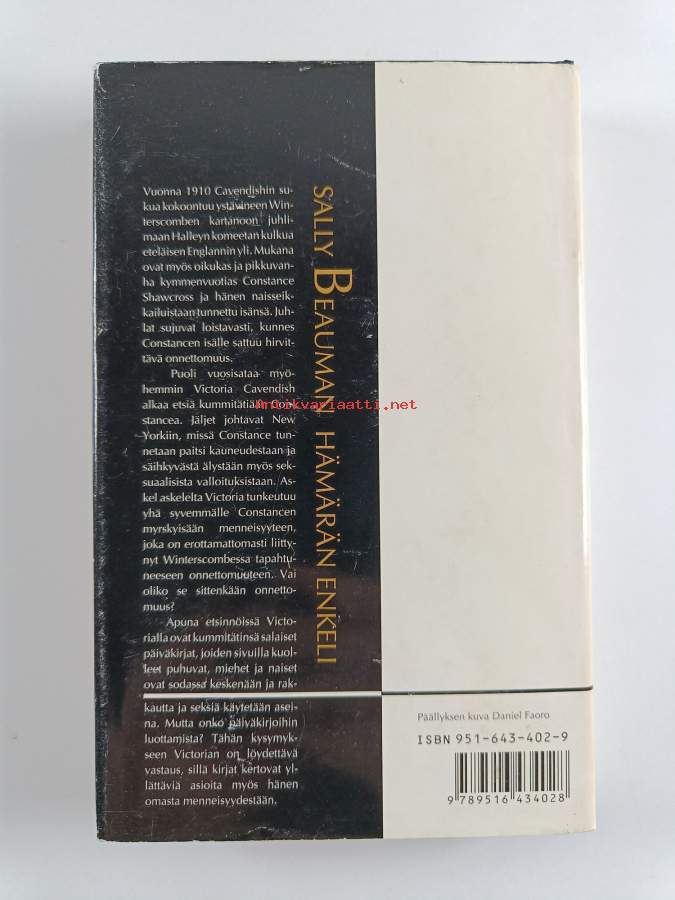 Vuonna 1910 Cavendishin su-
kua kokoontuu ystävineen Win-
terscomben kartanoon juhli-
maan Halleyn komeetan kulkua
eteläisen Englannin yli. Mukana
ovat myös oikukas ja pikkuvan-
ha kymmenvuotias Constance
Shawcross ja hänen naisseik-
kailuistaan tunnettu isänsä. Juh-
lat sujuvat loistavasti, kunnes
Constancen isälle sattuu hirvit-
tävä onnettomuus.
Puoli vuosisataa myö-
hemmin Victoria Cavendish
alkaa etsiä kummitätiään Con-
stancea. Jäljet johtavat New
Yorkiin, missä Constance tun-
netaan paitsi kauneudestaan ja
säihkyvästä älystään myös sek-
suaalisista valloituksistaan. As-
kel askelelta Victoria tunkeutuu
yhä syvemmälle Constancen
myrskyisään menneisyyteen,
joka on erottamattomasti liitty-
nyt Winterscombessa tapahtu-
neeseen onnettomuuteen. Vai
oliko se sittenkään onnetto-
muus?
Apuna etsinnöissä Victo-
rialla ovat kummitätinsä salaiset
päiväkirjat, joiden sivuilla kuol-
leet puhuvat, miehet ja naiset
ovat sodassa keskenään ja rak-
kautta ja seksiä käytetään asei-
na. Mutta onko päiväkirjoihin
luottamista? Tähän kysymyk-
seen Victorian on löydettävä
vastaus, sillä kirjat kertovat yl-
lättäviä asioita myös hänen
omasta menneisyydestään.
SALLY BEAUMAN HÄMÄRÄN ENKELI
Antikvariaatti.net
Päällyksen kuva Daniel Faoro
ISBN 951-643-402-9
9 789516 434028